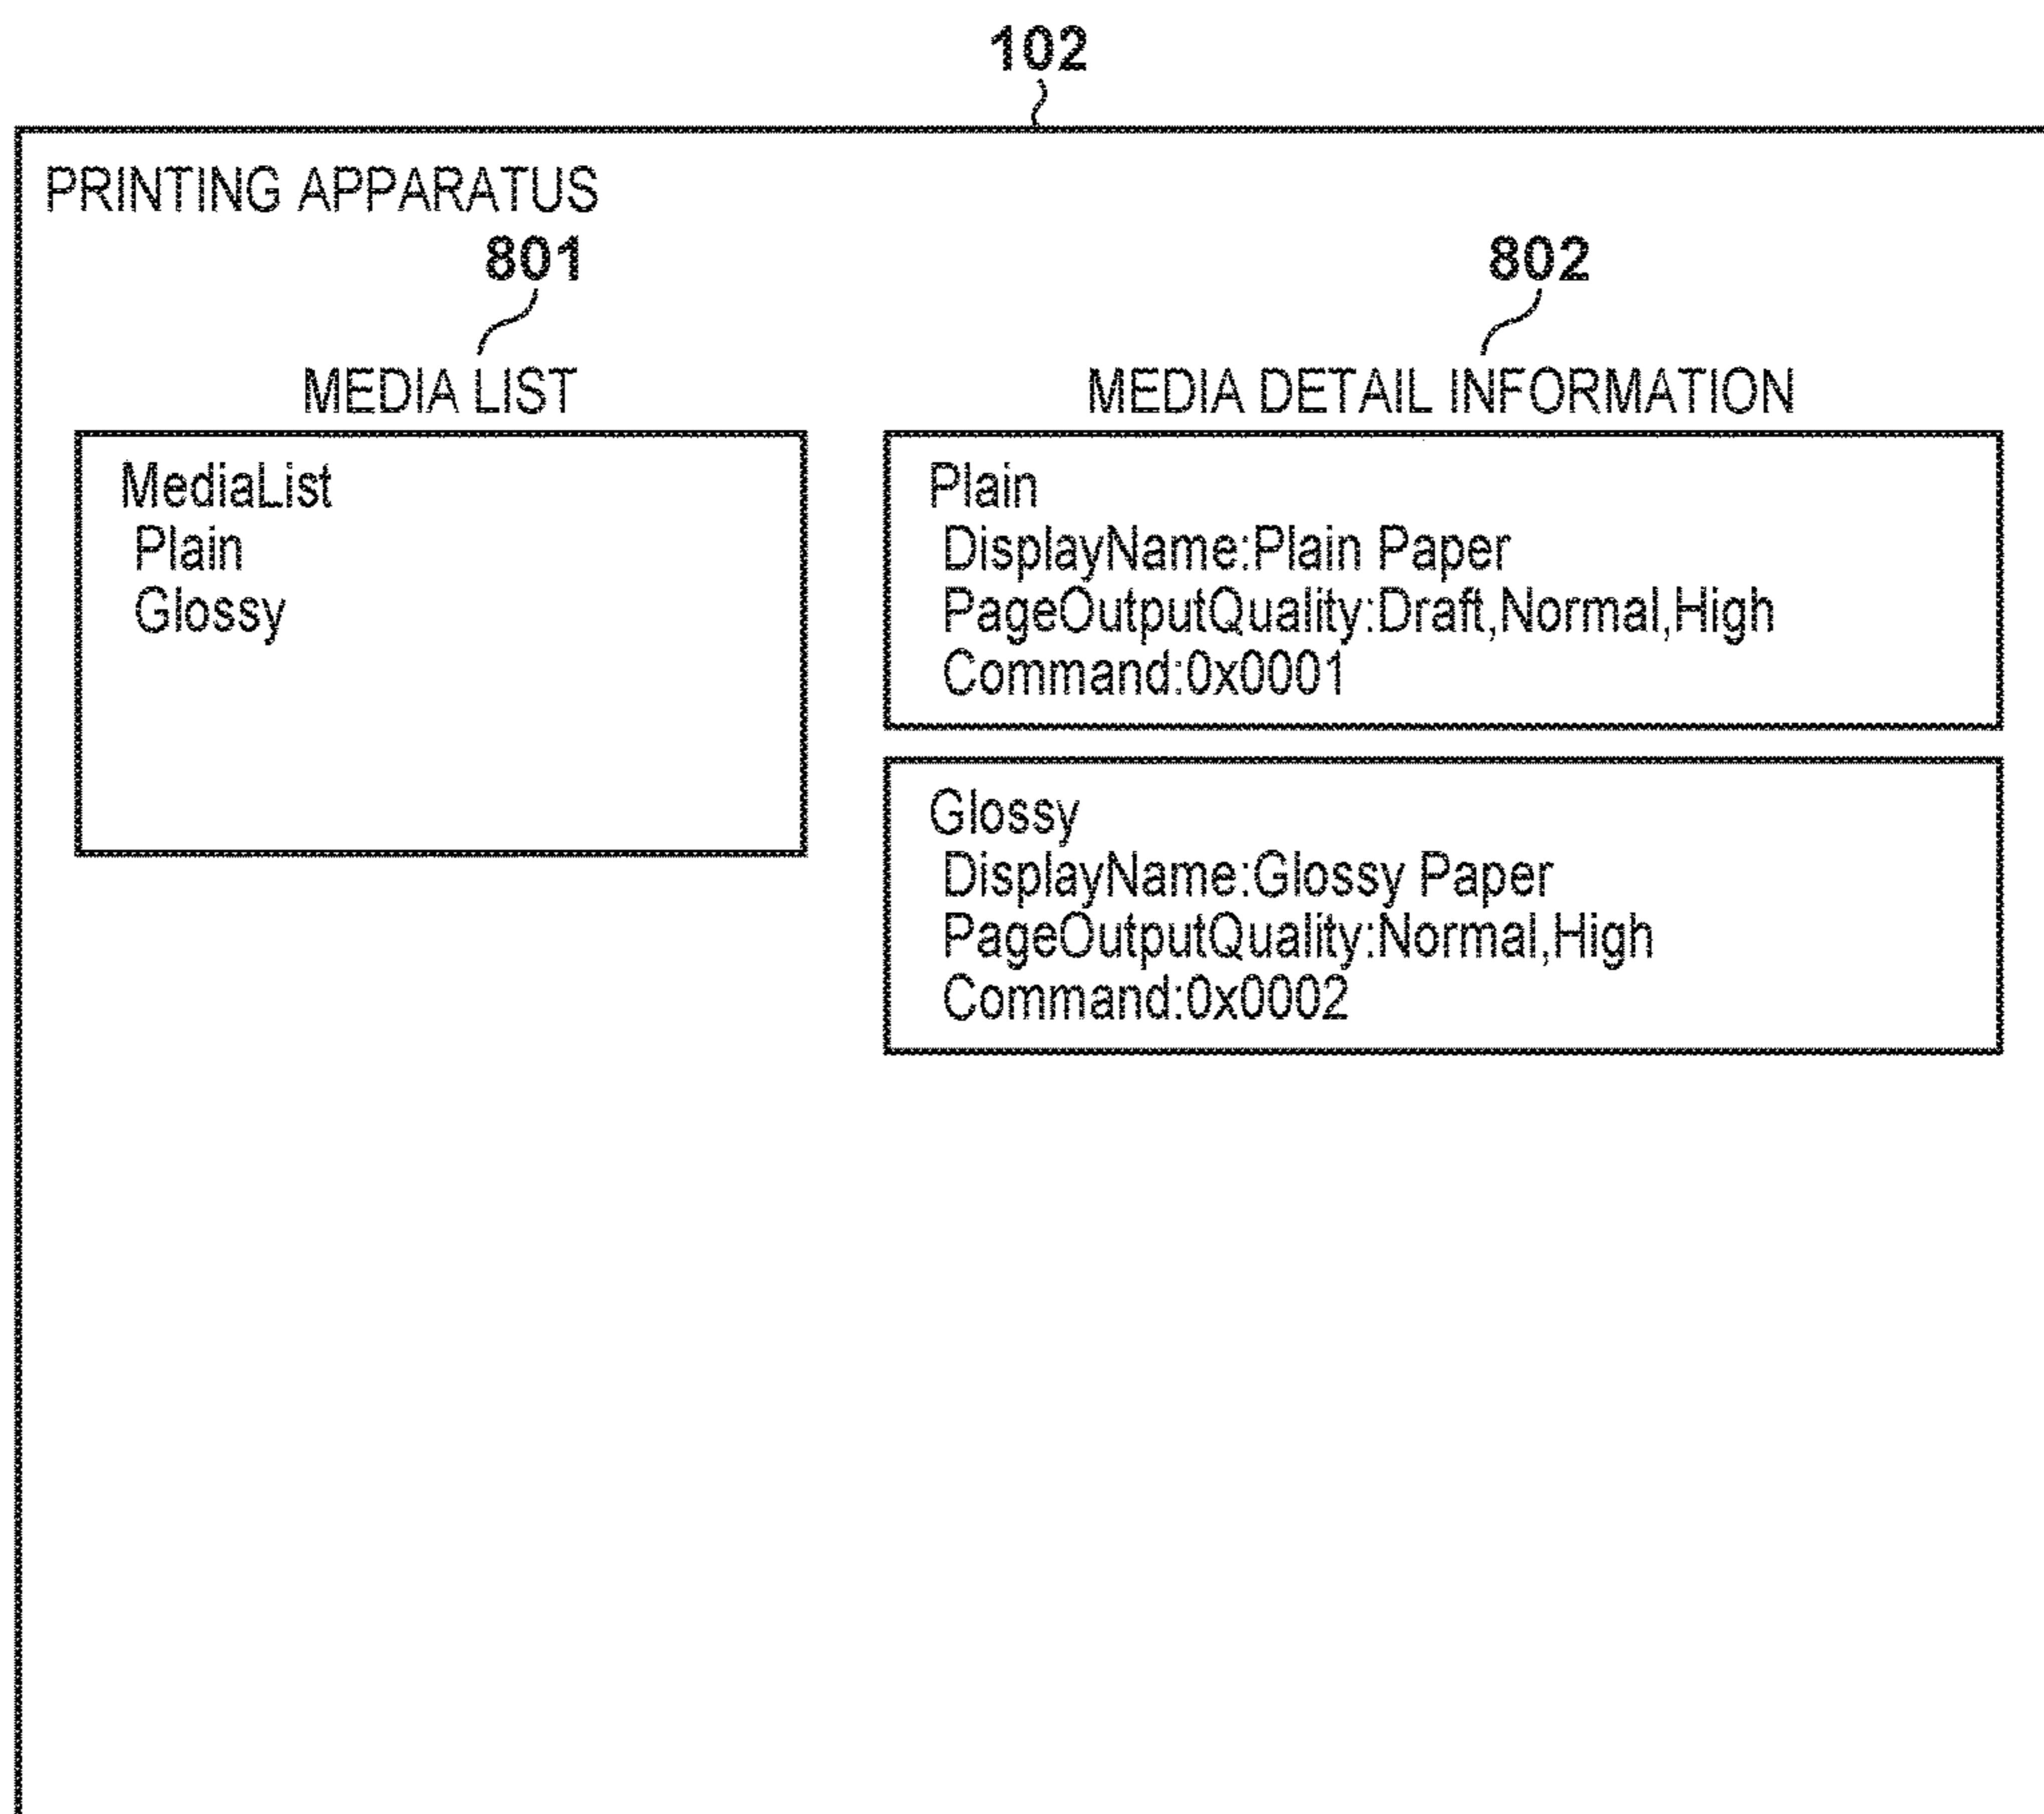 102
PRINTING APPARATUS
801
MEDIA LIST
MediaList
Plain
Glossy
802
MEDIA DETAIL INFORMATION
Plain
DisplayName:Plain Paper
PageOutputQuality:Draft,Normal,High
Command:0x0001
Glossy
DisplayName:Glossy Paper
PageOutputQuality:Normal,High
Command:0x0002